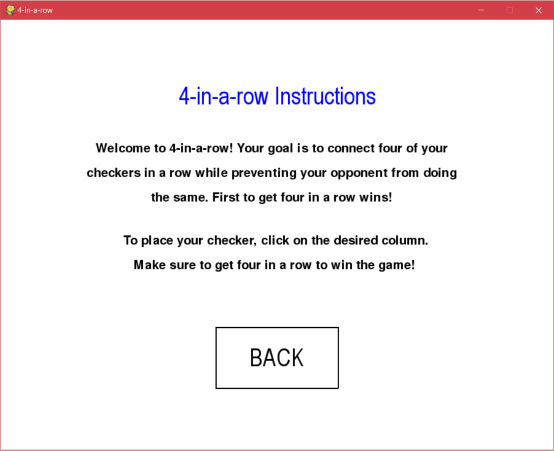 4-in-a-row
4-in-a-row Instructions
Welcome to 4-in-a-row! Your goal is to connect four of your
checkers in a row while preventing your opponent from doing
the same. First to get four in a row wins!
To place your checker, click on the desired column.
Make sure to get four in a row to win the game!
BACK